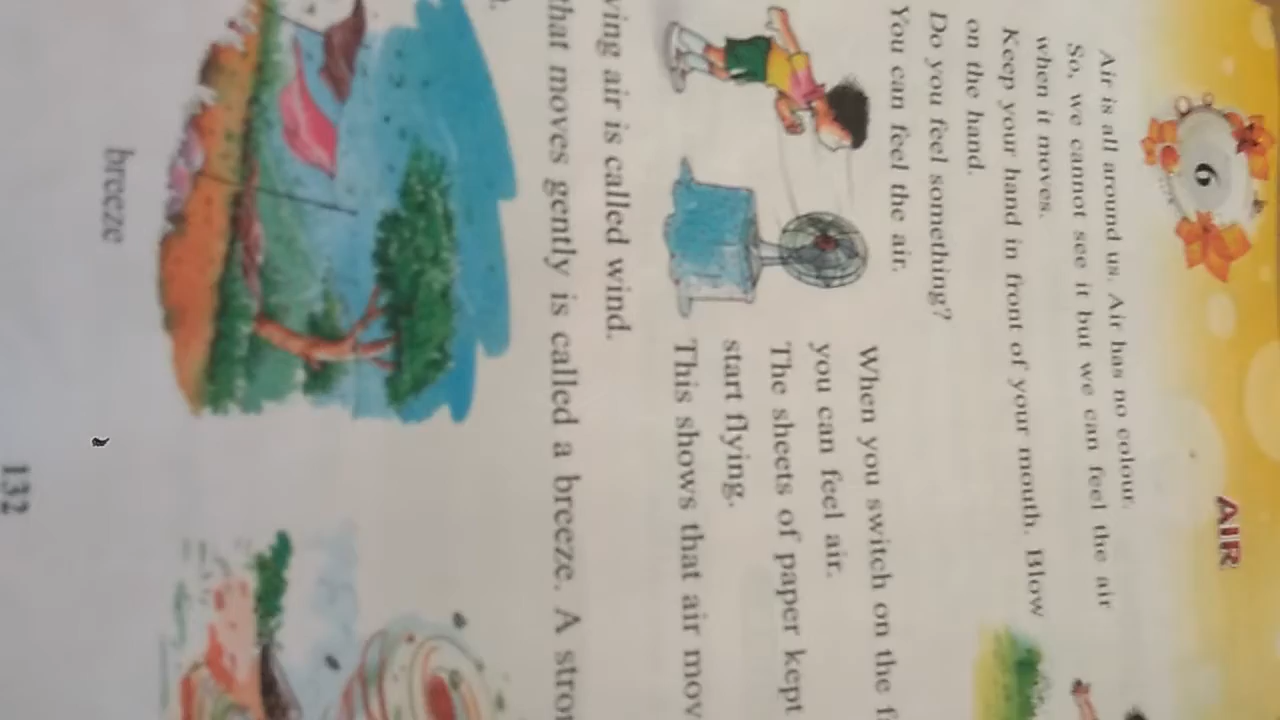 6
AIR
Air is all around us. Air has no colour.
So, we cannot see it but we can feel the air
when it moves.
Keep your hand in front of your mouth. Blow
on the hand.
Do you feel something?
You can feel the air.
When you switch on the
you can feel air.
The sheets of paper kept
start flying.
This shows that air
air is called wind.
that moves gently is called a breeze. A
breeze
132